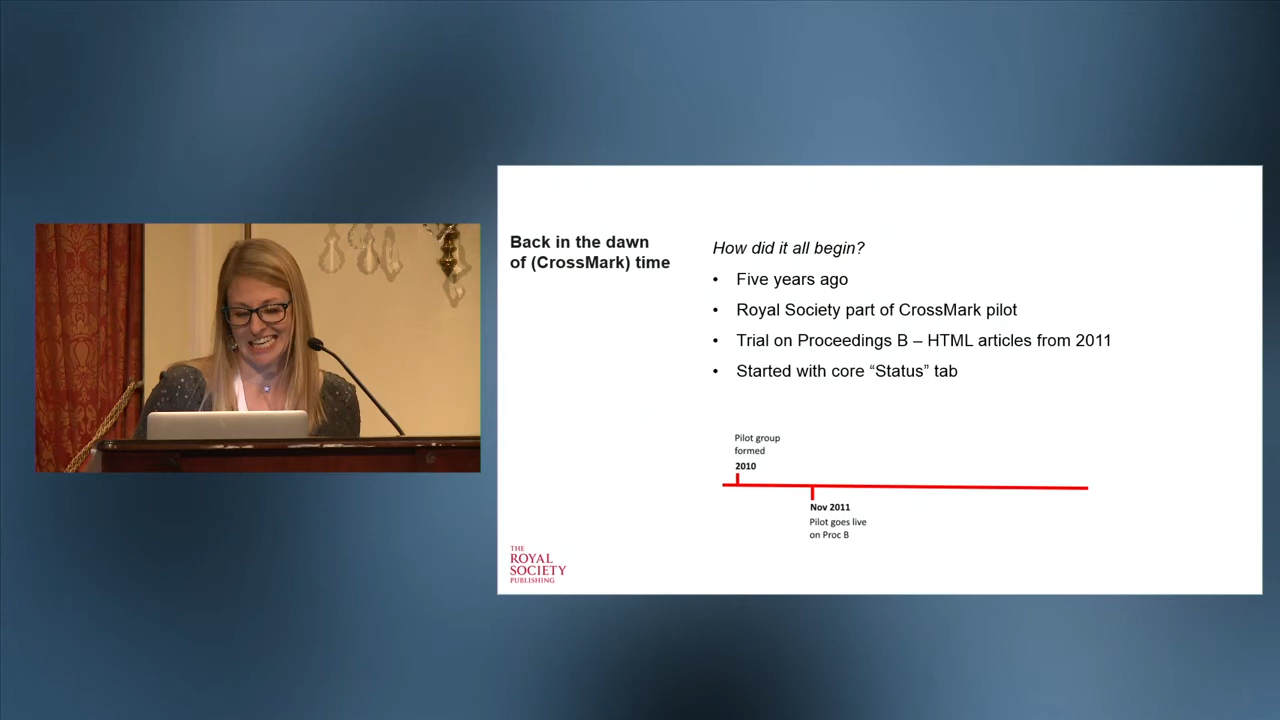 Back in the dawn
of (CrossMark) time
How did it all begin?
• Five years ago
• Royal Society part of CrossMark pilot
• Trial on Proceedings B – HTML articles from 2011
• Started with core “Status” tab
Pilot group
formed
2010
Nov 2011
Pilot goes live
on Proc B
THE
ROYAL
SOCIETY
PUBLISHING